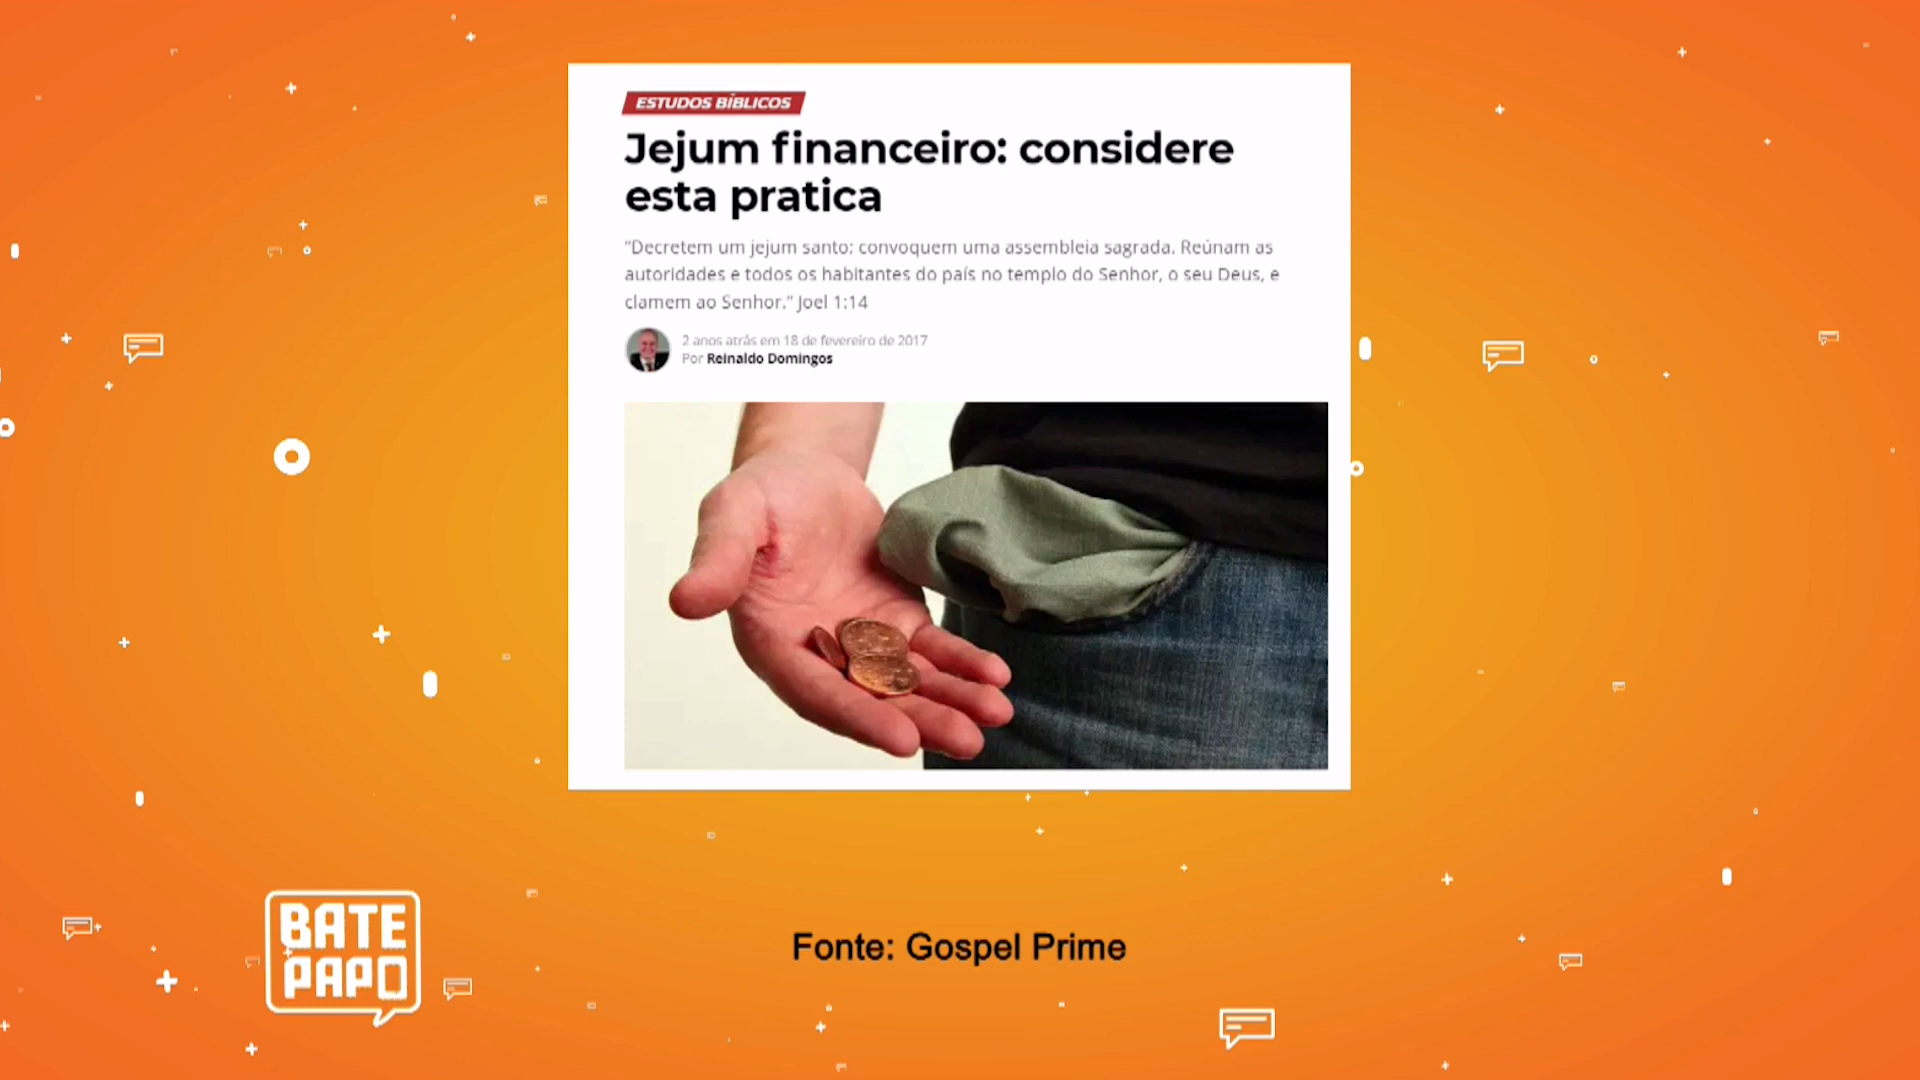 ESTUDOS BÍBLICOS
Jejum financeiro: considere
esta pratica
“Decretem um jejum santo; convoquem uma assembleia sagrada. Reúnam as
autoridades e todos os habitantes do país no templo do Senhor, o seu Deus, e
clamem ao Senhor.” Joel 1:14
2 anos atrás em 18 de fevereiro de 2017
Por Reinaldo Domingos
BATE
PAPO
Fonte: Gospel Prime